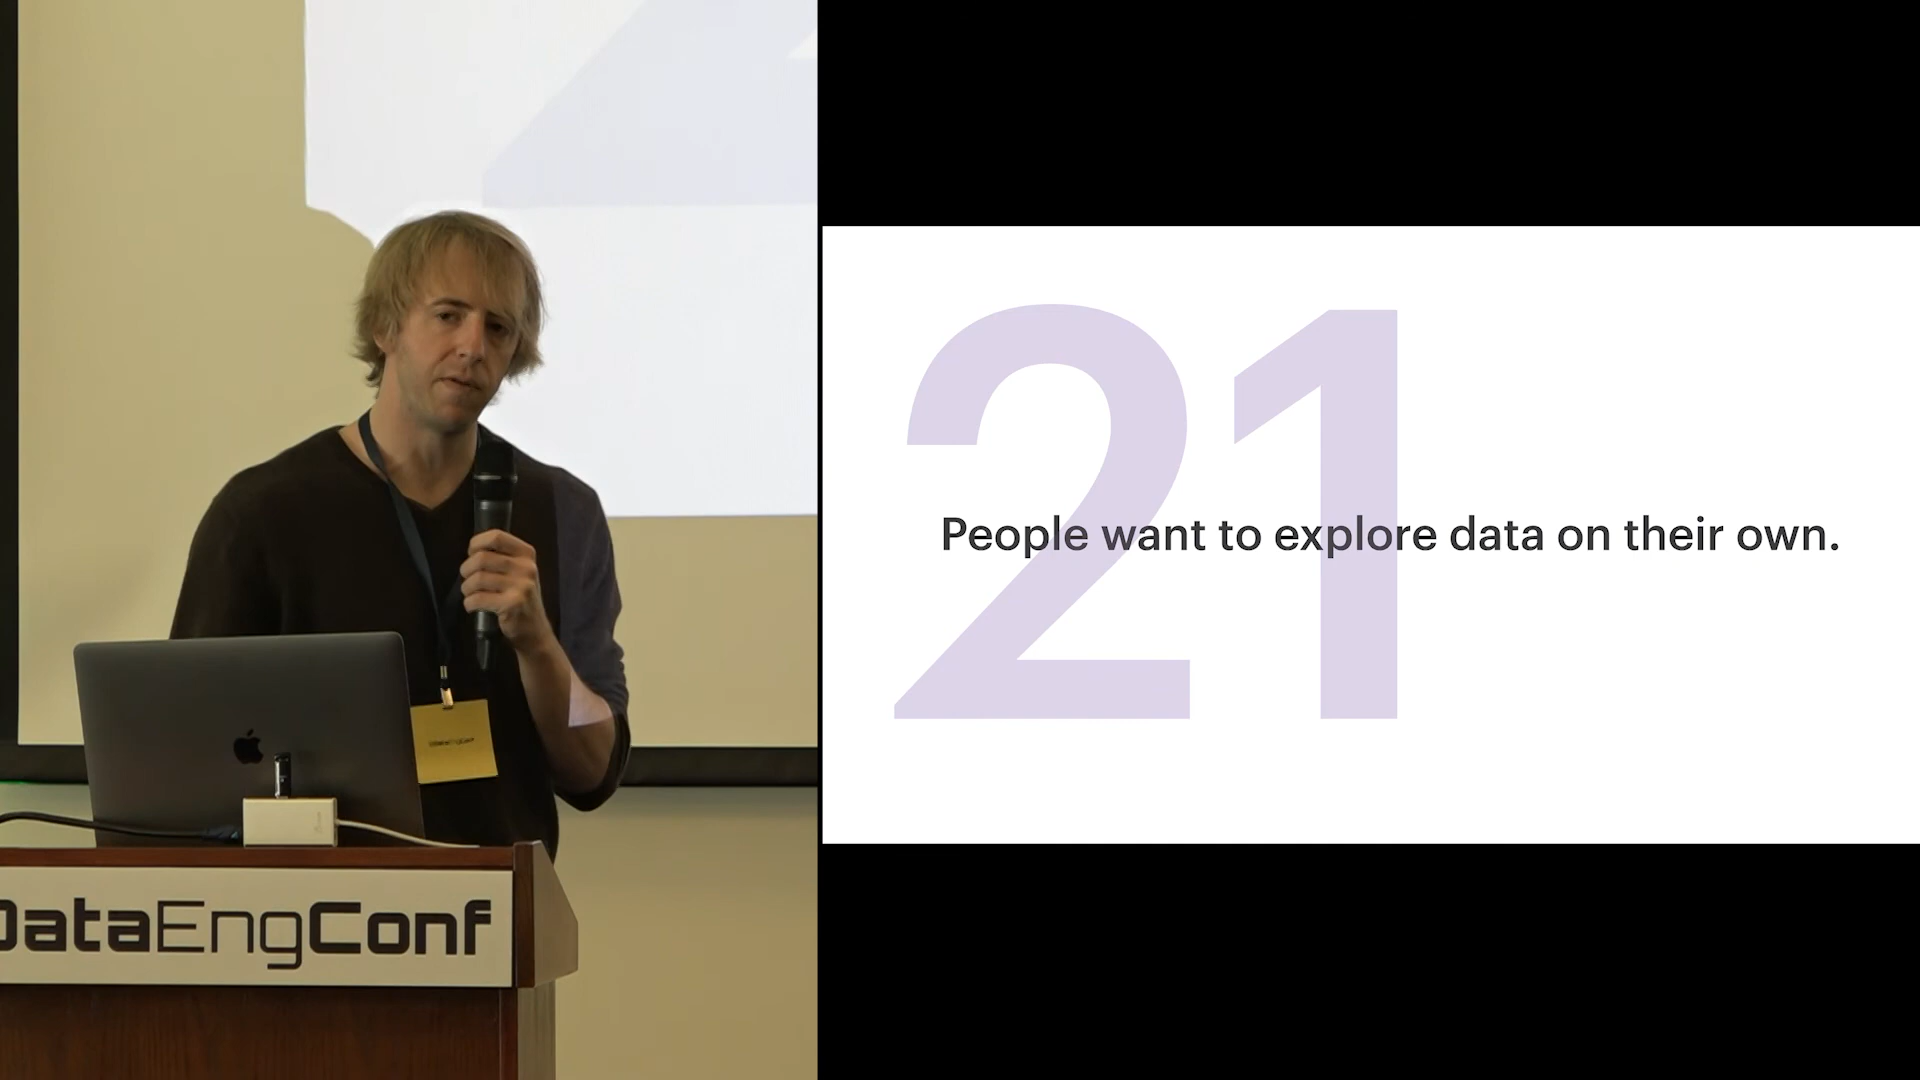 21
People want to explore data on their own.
DataEngConf